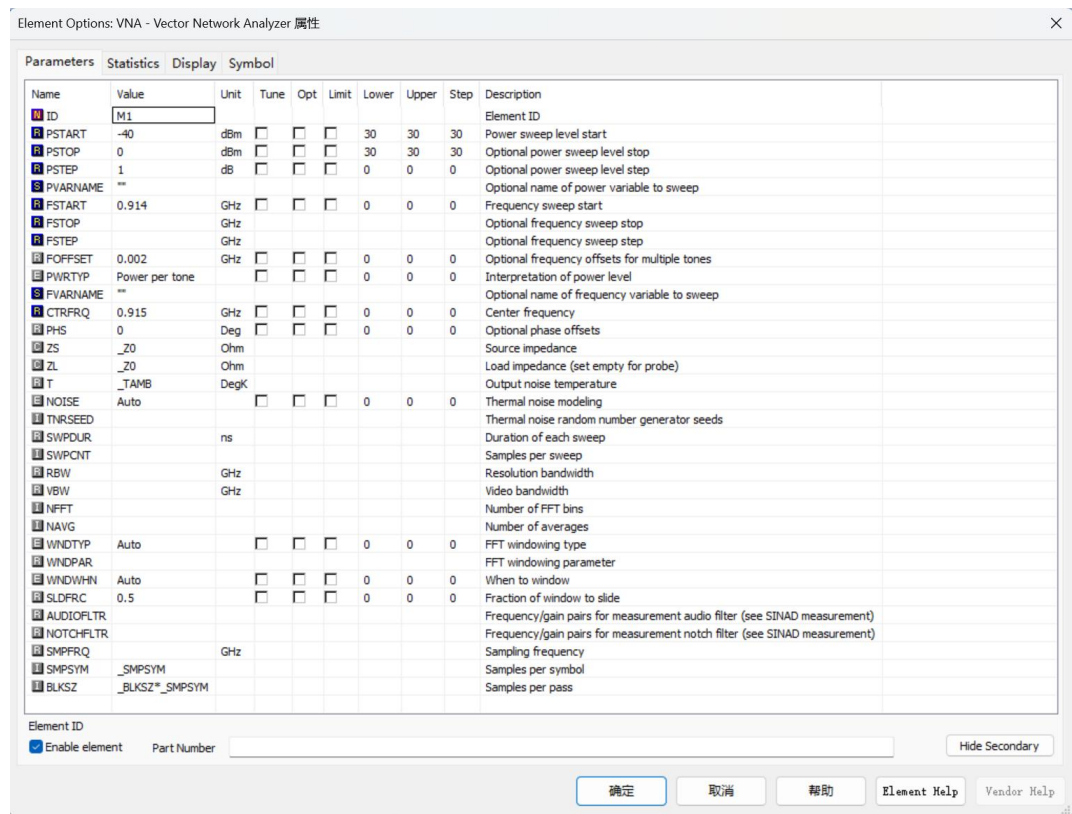 Element Options: VNA - Vector Network Analyzer 属性
Parameters Statistics Display Symbol
Name Value Unit Tune Opt Limit Lower Upper Step Description
N ID M1 Element ID
R PSTART -40 dBm 30 30 30 Power sweep level start
R PSTOP 0 dBm 30 30 30 Optional power sweep level stop
R PSTEP 1 dB 0 0 0 Optional power sweep level step
S PVARNAME "" Optional name of power variable to sweep
R FSTART 0.914 GHz 0 0 0 Frequency sweep start
R FSTOP GHz Optional frequency sweep stop
R FSTEP GHz Optional frequency sweep step
R FOFFSET 0.002 GHz 0 0 0 Optional frequency offsets for multiple tones
E PWRTYP Power per tone 0 0 0 Interpretation of power level
S FVARNAME "" Optional name of frequency variable to sweep
R CTRFRQ 0.915 GHz 0 0 0 Center frequency
R PHS 0 Deg 0 0 0 Optional phase offsets
C ZS _Z0 Ohm Source impedance
C ZL _Z0 Ohm Load impedance (set empty for probe)
R T _TAMB DegK Output noise temperature
E NOISE Auto 0 0 0 Thermal noise modeling
I TNRSEED Thermal noise random number generator seeds
R SWPDUR ns Duration of each sweep
I SWPCNT Samples per sweep
R RBW GHz Resolution bandwidth
R VBW GHz Video bandwidth
I NFFT Number of FFT bins
I NAVG Number of averages
E WNDTYP Auto 0 0 0 FFT windowing type
R WNDPAR FFT windowing parameter
E WNDWHN Auto 0 0 0 When to window
R SLDFRC 0.5 0 0 0 Fraction of window to slide
R AUDIOFLTR Frequency/gain pairs for measurement audio filter (see SINAD measurement)
R NOTCHFLTR Frequency/gain pairs for measurement notch filter (see SINAD measurement)
R SMPFRQ GHz Sampling frequency
I SMPSYM _SMPSYM Samples per symbol
I BLKSZ _BLKSZ*_SMPSYM Samples per pass
Element ID
Enable element Part Number Hide Secondary
确定 取消 帮助 Element Help Vendor Help